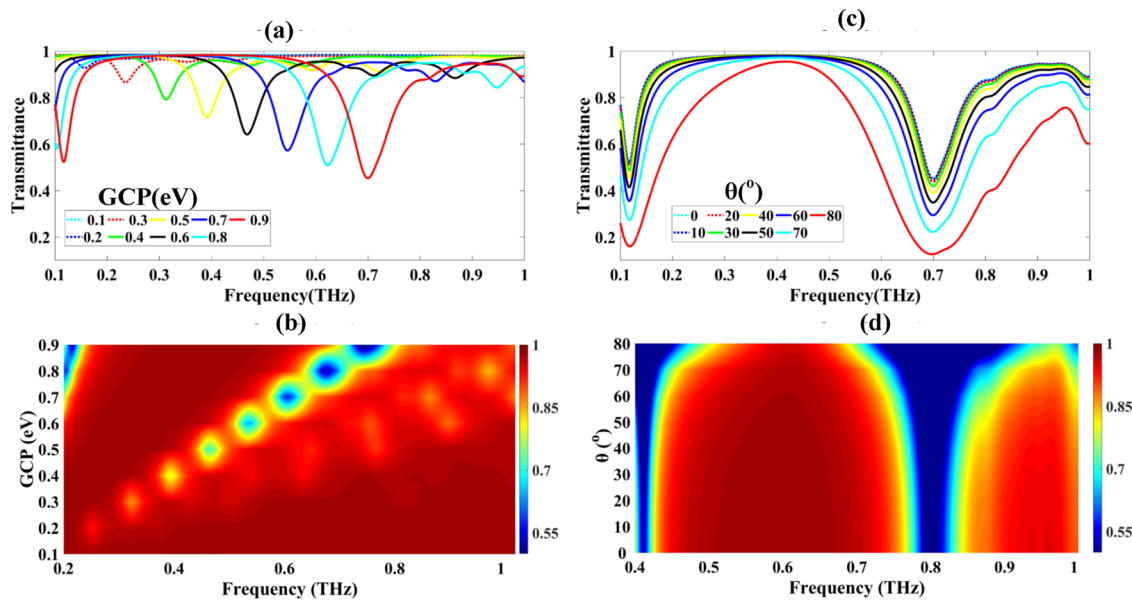 (a)
1
0.8
0.6
0.4
0.2
Transmittance
GCP(eV)
0.1 0.3 0.5 0.7 0.9
0.2 0.4 0.6 0.8
0.1 0.2 0.3 0.4 0.5 0.6 0.7 0.8 0.9 1
Frequency(THz)
(c)
1
0.8
0.6
0.4
0.2
Transmittance
θ(⁰)
0 20 40 60 80
10 30 50 70
0.1 0.2 0.3 0.4 0.5 0.6 0.7 0.8 0.9 1
Frequency(THz)
(b)
0.9
0.8
0.7
0.6
0.5
0.4
0.3
0.2
0.1
GCP (eV)
0.2 0.4 0.6 0.8 1
Frequency (THz)
1
0.85
0.7
0.55
(d)
80
70
60
50
40
30
20
10
0
θ (⁰)
0.4 0.5 0.6 0.7 0.8 0.9 1
Frequency (THz)
1
0.85
0.7
0.55